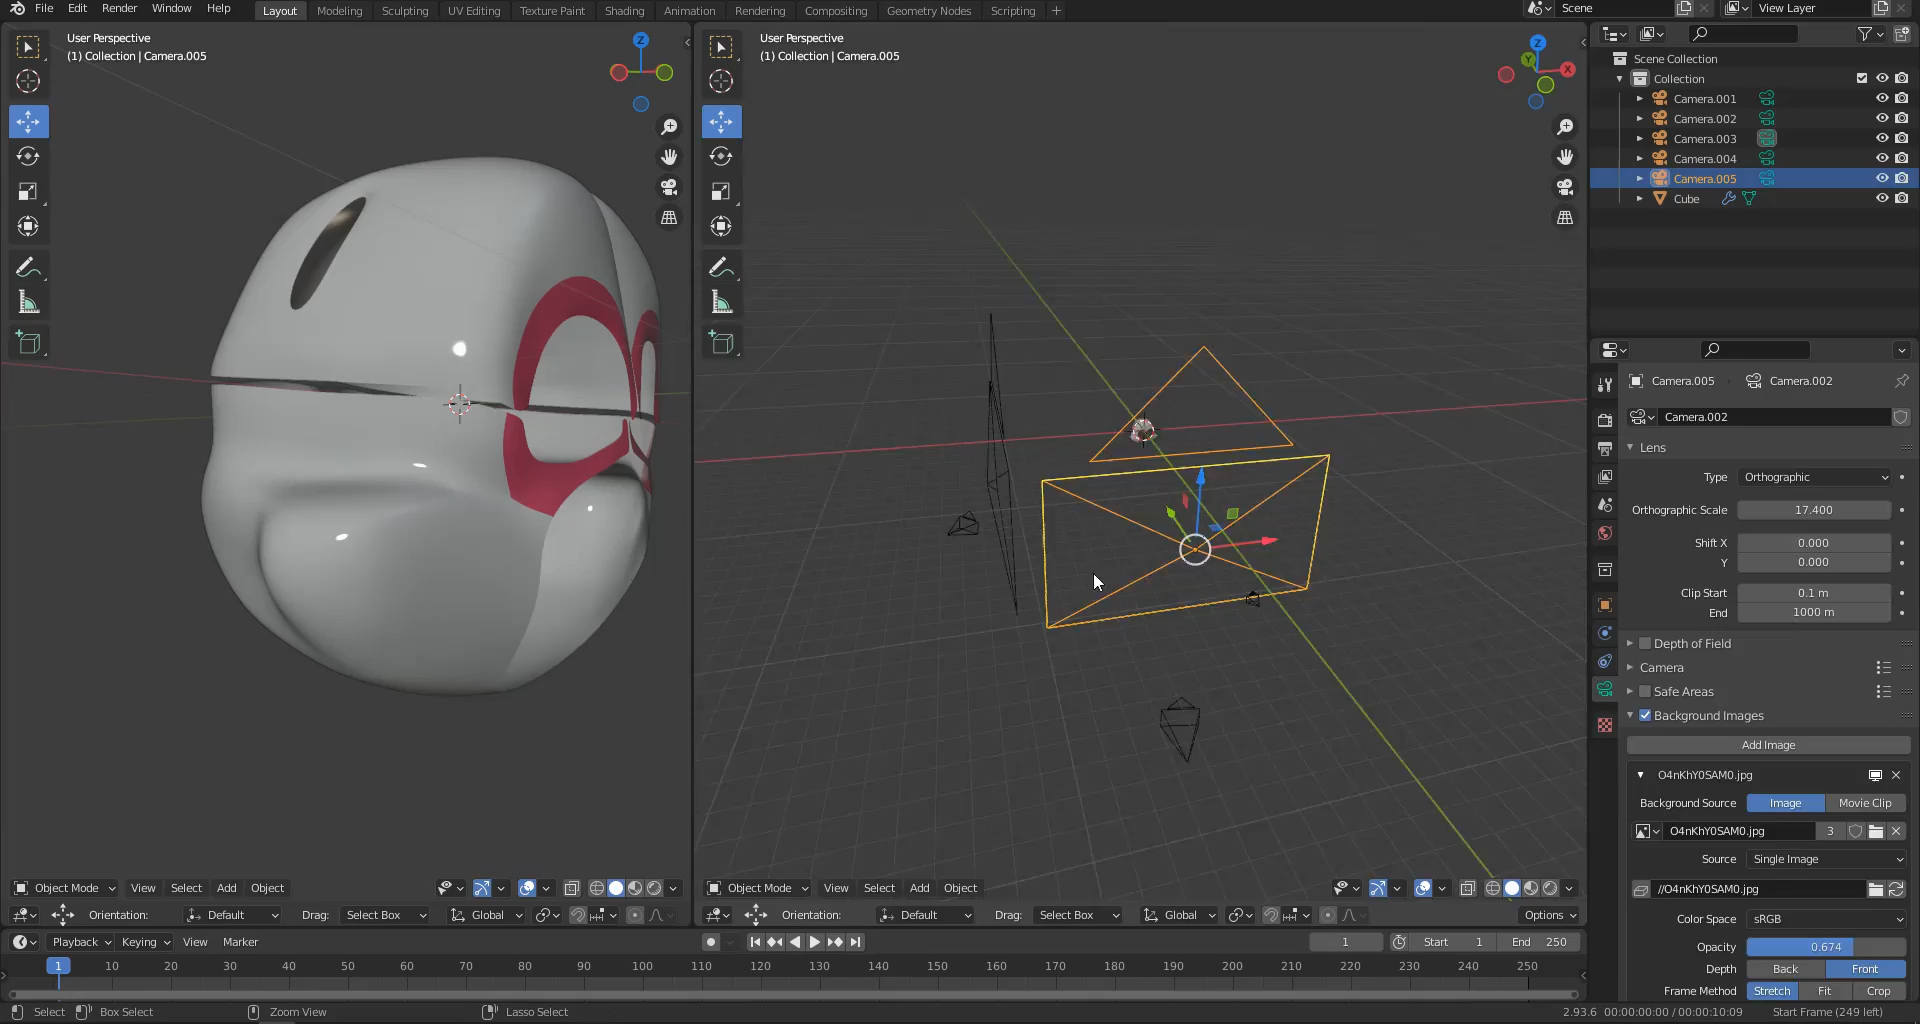 File Edit Render Window Help Layout Modeling Sculpting UV Editing Texture Paint Shading Animation Rendering Compositing Geometry Nodes Scripting + Scene View Layer
User Perspective
(1) Collection | Camera.005
Z
User Perspective
(1) Collection | Camera.005
Z
Y
X
Scene Collection
Collection
Camera.001
Camera.002
Camera.003
Camera.004
Camera.005
Cube
Camera.005 Camera.002
Camera.002
Lens
Type Orthographic
Orthographic Scale 17.400
Shift X 0.000
Y 0.000
Clip Start 0.1 m
End 1000 m
Depth of Field
Camera
Safe Areas
Background Images
Add Image
O4nKhY0SAM0.jpg
Background Source Image Movie Clip
O4nKhY0SAM0.jpg 3
Source Single Image
//O4nKhY0SAM0.jpg
Color Space sRGB
Opacity 0.674
Depth Back Front
Frame Method Stretch Fit Crop
Object Mode View Select Add Object
Orientation: Default Drag: Select Box Global
Object Mode View Select Add Object
Orientation: Default Drag: Select Box Global Options
Playback Keying View Marker 1 Start 1 End 250
1 10 20 30 40 50 60 70 80 90 100 110 120 130 140 150 160 170 180 190 200 210 220 230 240 250
Select Box Select Zoom View Lasso Select 2.93.6 00:00:00:00 / 00:00:10:09 Start Frame (249 left)